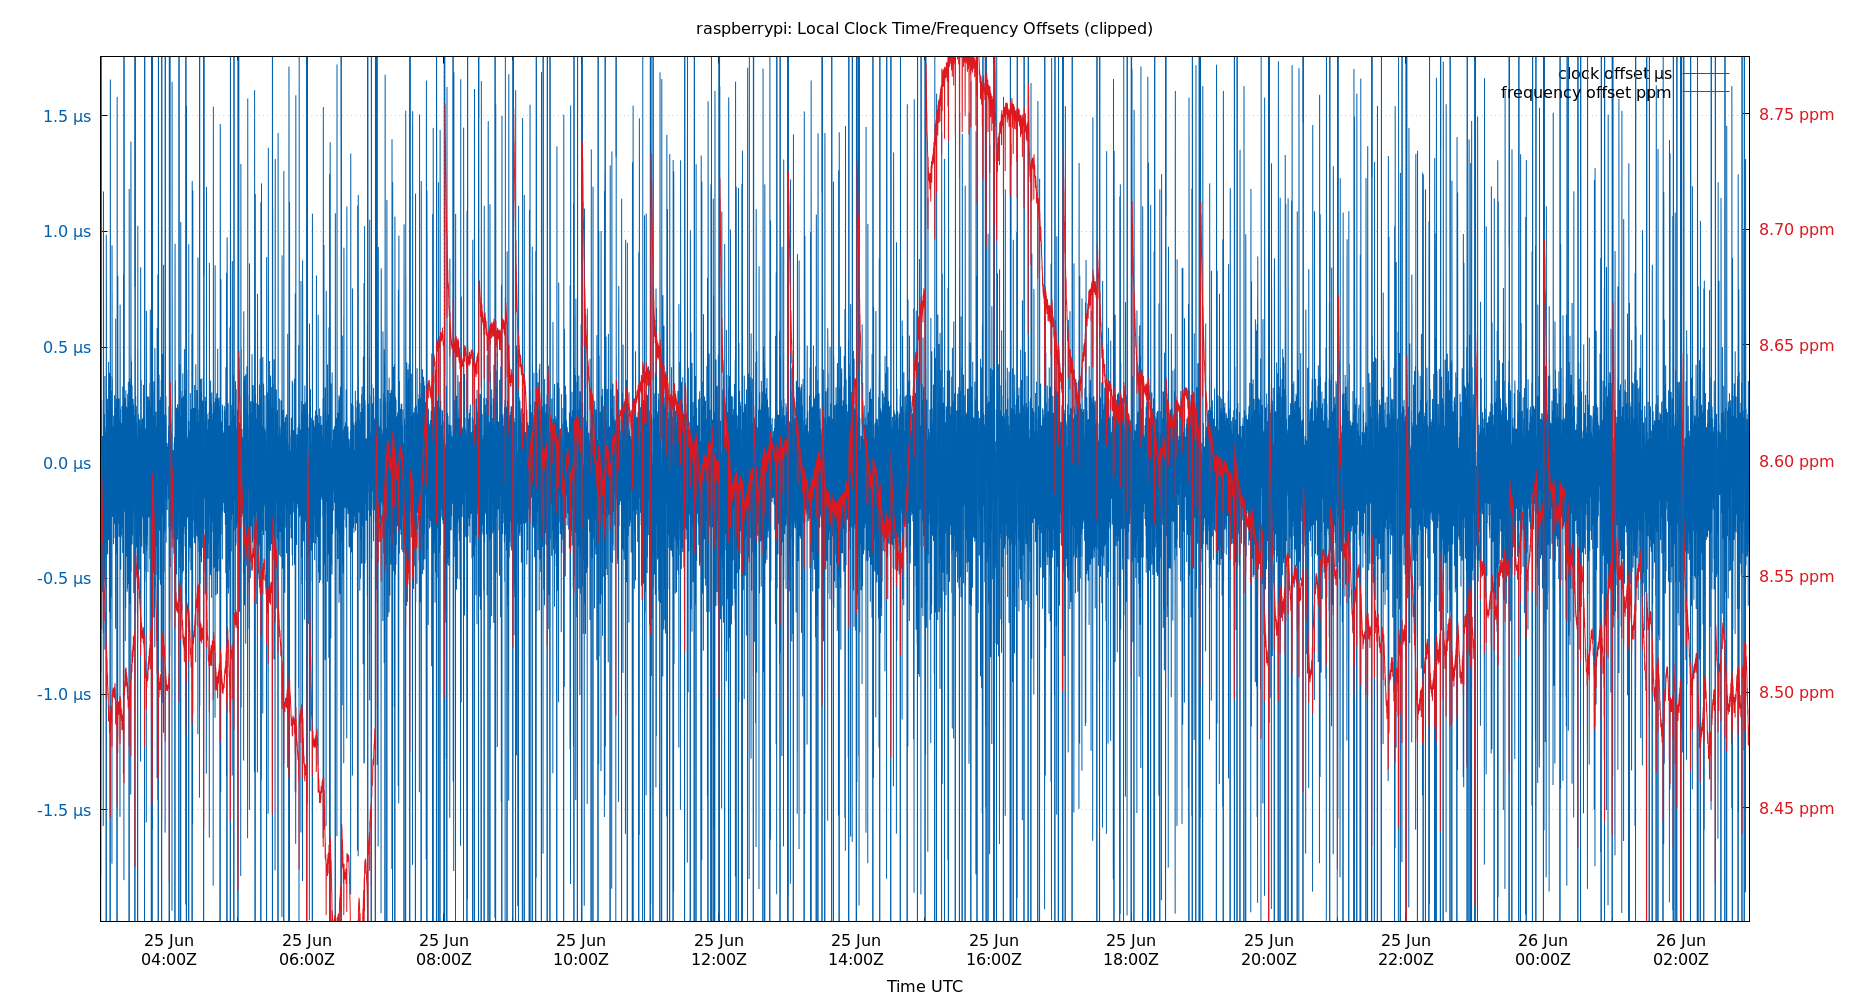 raspberrypi: Local Clock Time/Frequency Offsets (clipped)
clock offset µs
frequency offset ppm
1.5 µs
1.0 µs
0.5 µs
0.0 µs
-0.5 µs
-1.0 µs
-1.5 µs
8.75 ppm
8.70 ppm
8.65 ppm
8.60 ppm
8.55 ppm
8.50 ppm
8.45 ppm
25 Jun 25 Jun 25 Jun 25 Jun 25 Jun 25 Jun 25 Jun 25 Jun 25 Jun 25 Jun 26 Jun 26 Jun
04:00Z 06:00Z 08:00Z 10:00Z 12:00Z 14:00Z 16:00Z 18:00Z 20:00Z 22:00Z 00:00Z 02:00Z
Time UTC